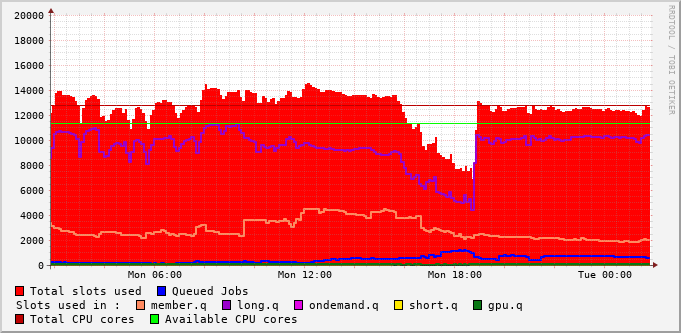 20000
18000
16000
14000
12000
10000
8000
6000
4000
2000
0
Mon 06:00 Mon 12:00 Mon 18:00 Tue 00:00
RRDTOOL / TOBI OETIKER
Total slots used Queued Jobs
Slots used in : member.q long.q ondemand.q short.q gpu.q
Total CPU cores Available CPU cores